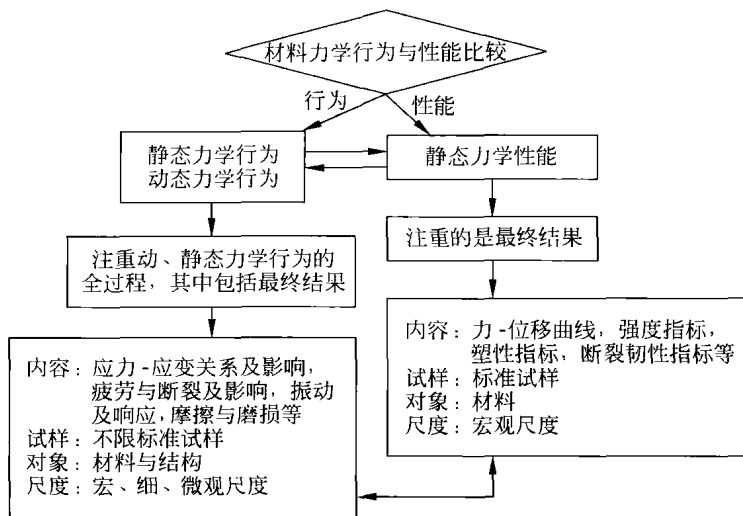 材料力学行为与性能比较
行为
性能
静态力学行为
动态力学行为
静态力学性能
注重动、静态力学行为的
全过程，其中包括最终结果
注重的是最终结果
内容：应力-应变关系及影响，
疲劳与断裂及影响，振动
及响应，摩擦与磨损等
试样：不限标准试样
对象：材料与结构
尺度：宏、细、微观尺度
内容：力-位移曲线，强度指标，
塑性指标，断裂韧性指标等
试样：标准试样
对象：材料
尺度：宏观尺度